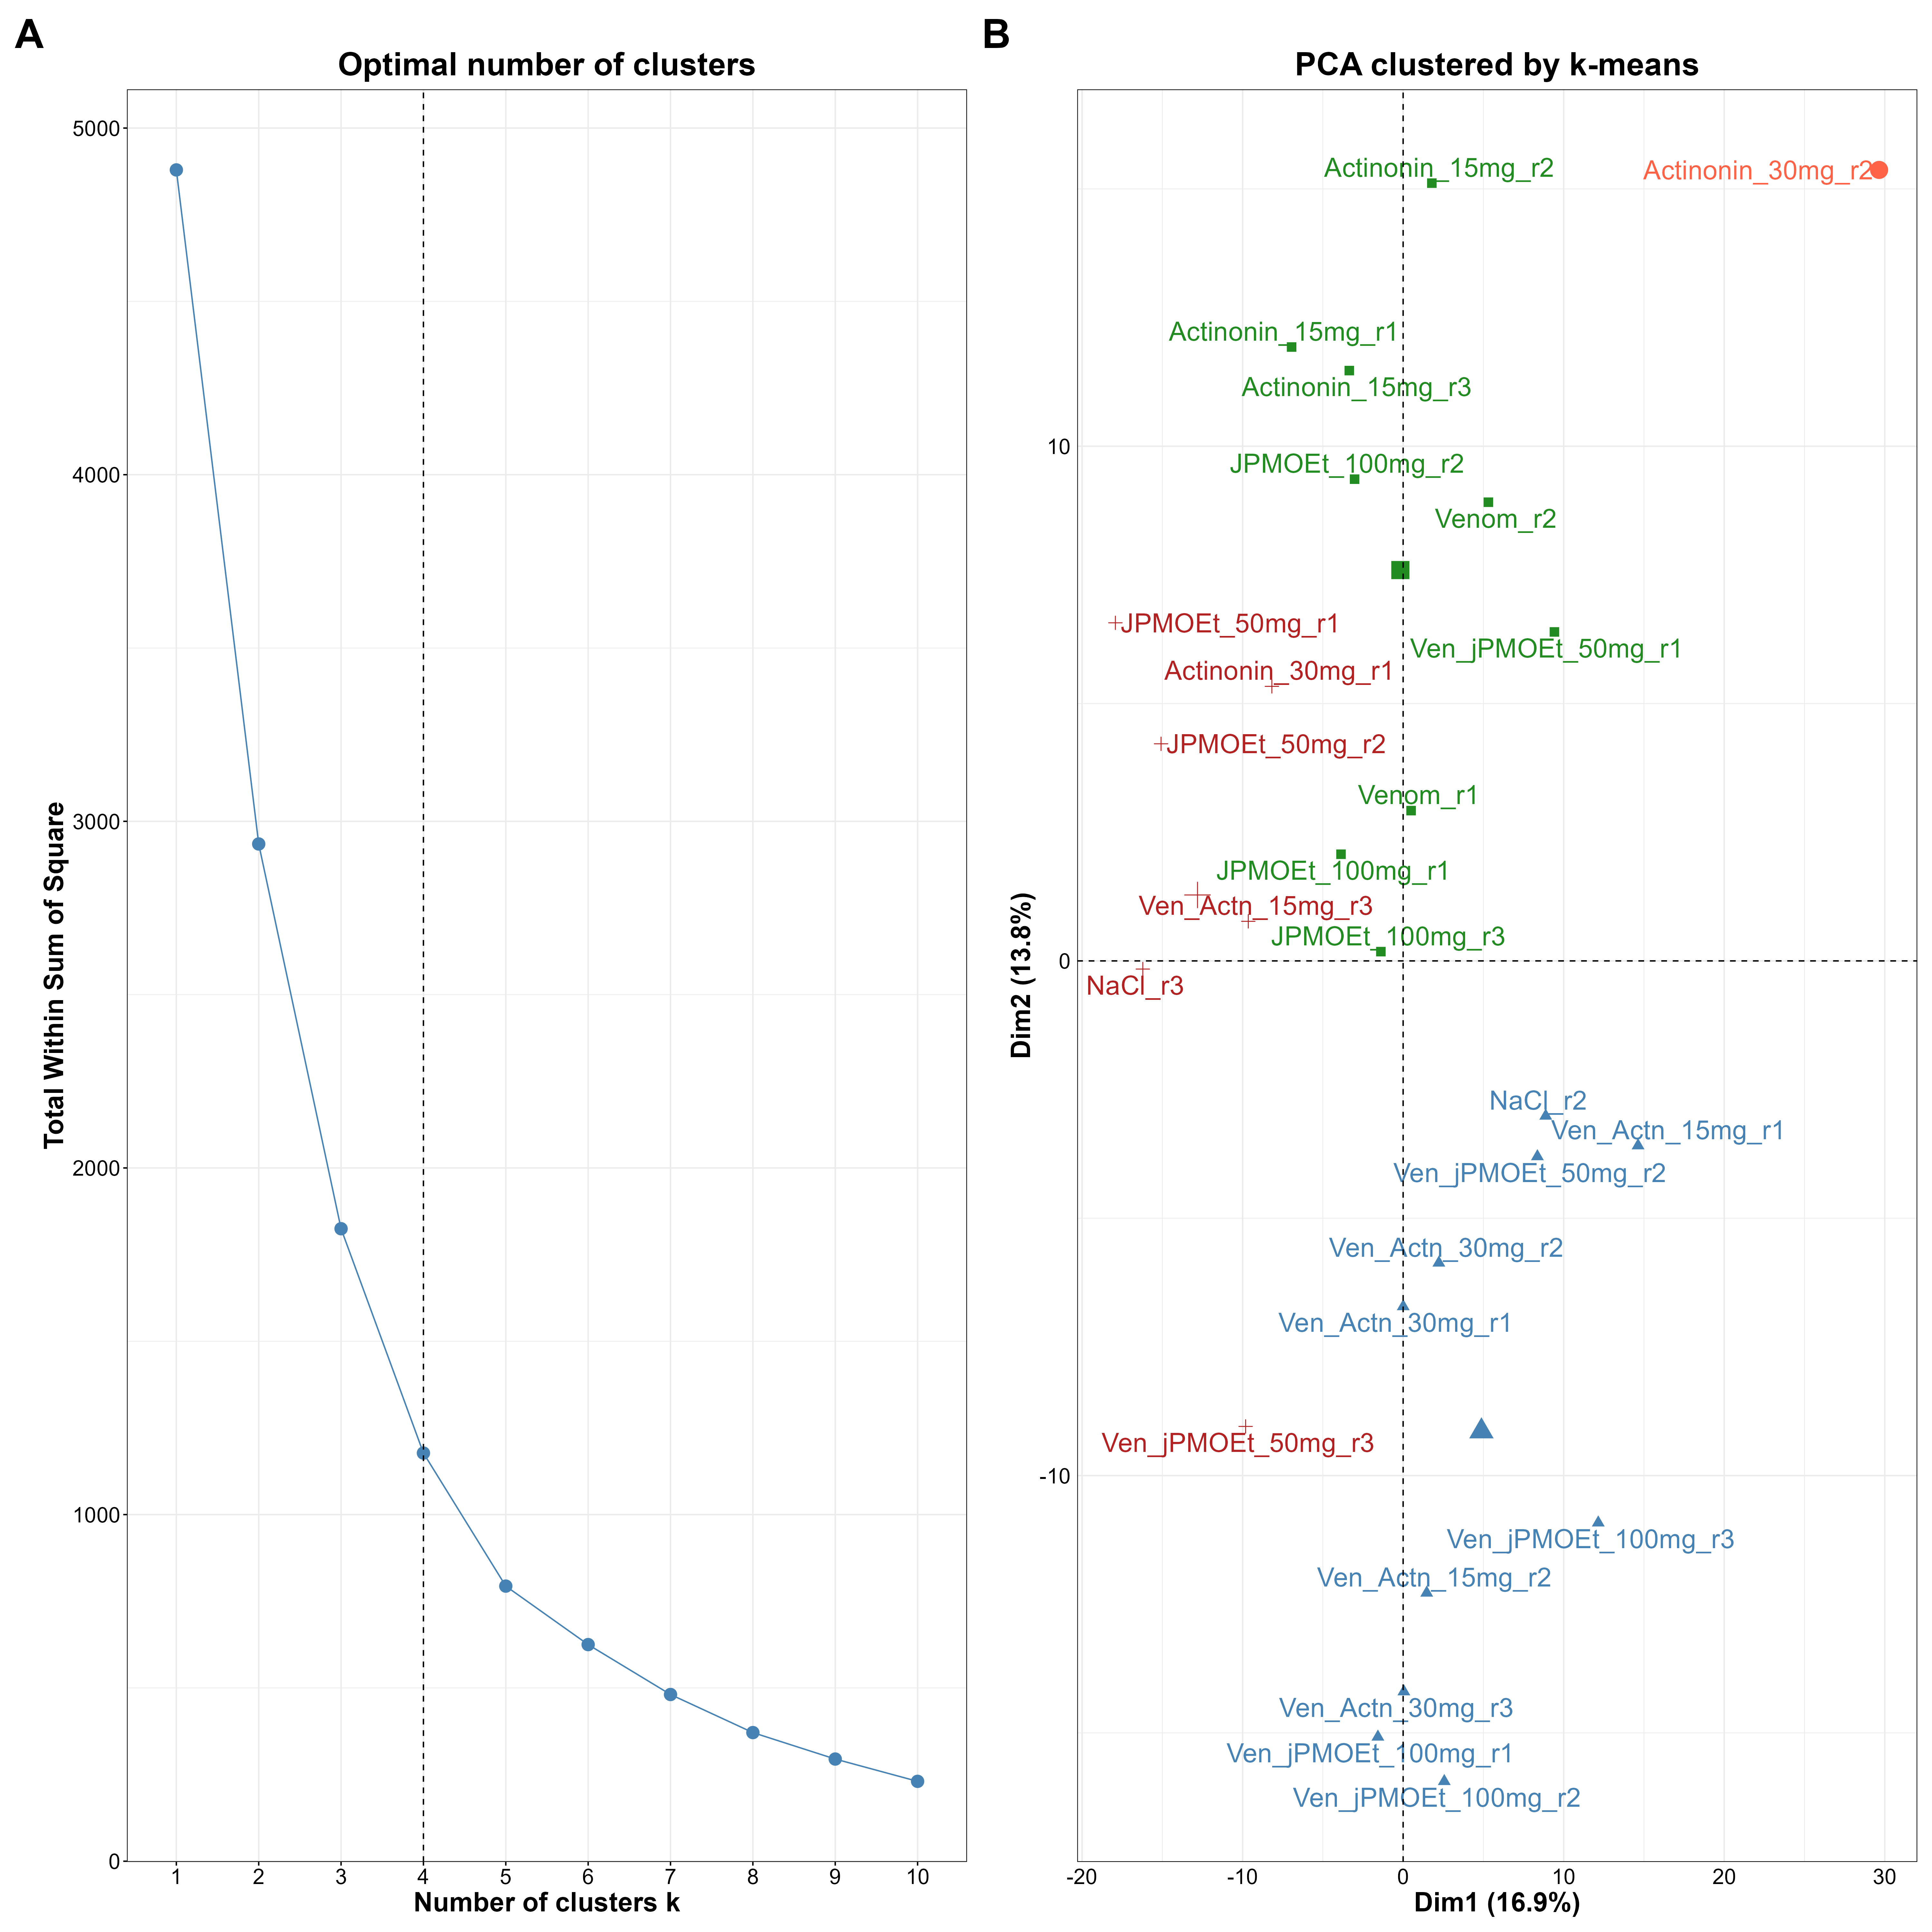 A
Optimal number of clusters
5000
4000
3000
2000
1000
0
Total Within Sum of Square
1
2
3
4
5
6
7
8
9
10
Number of clusters k
B
PCA clustered by k-means
Actinonin_15mg_r2
Actinonin_30mg_r2
Actinonin_15mg_r1
Actinonin_15mg_r3
JPMOEt_100mg_r2
Venom_r2
JPMOEt_50mg_r1
Ven_jPMOEt_50mg_r1
Actinonin_30mg_r1
JPMOEt_50mg_r2
Venom_r1
JPMOEt_100mg_r1
Ven_Actn_15mg_r3
JPMOEt_100mg_r3
NaCl_r3
NaCl_r2
Ven_Actn_15mg_r1
Ven_jPMOEt_50mg_r2
Ven_Actn_30mg_r2
Ven_Actn_30mg_r1
Ven_jPMOEt_50mg_r3
Ven_jPMOEt_100mg_r3
Ven_Actn_15mg_r2
Ven_Actn_30mg_r3
Ven_jPMOEt_100mg_r1
Ven_jPMOEt_100mg_r2
10
0
-10
Dim2 (13.8%)
-20
-10
0
10
20
30
Dim1 (16.9%)